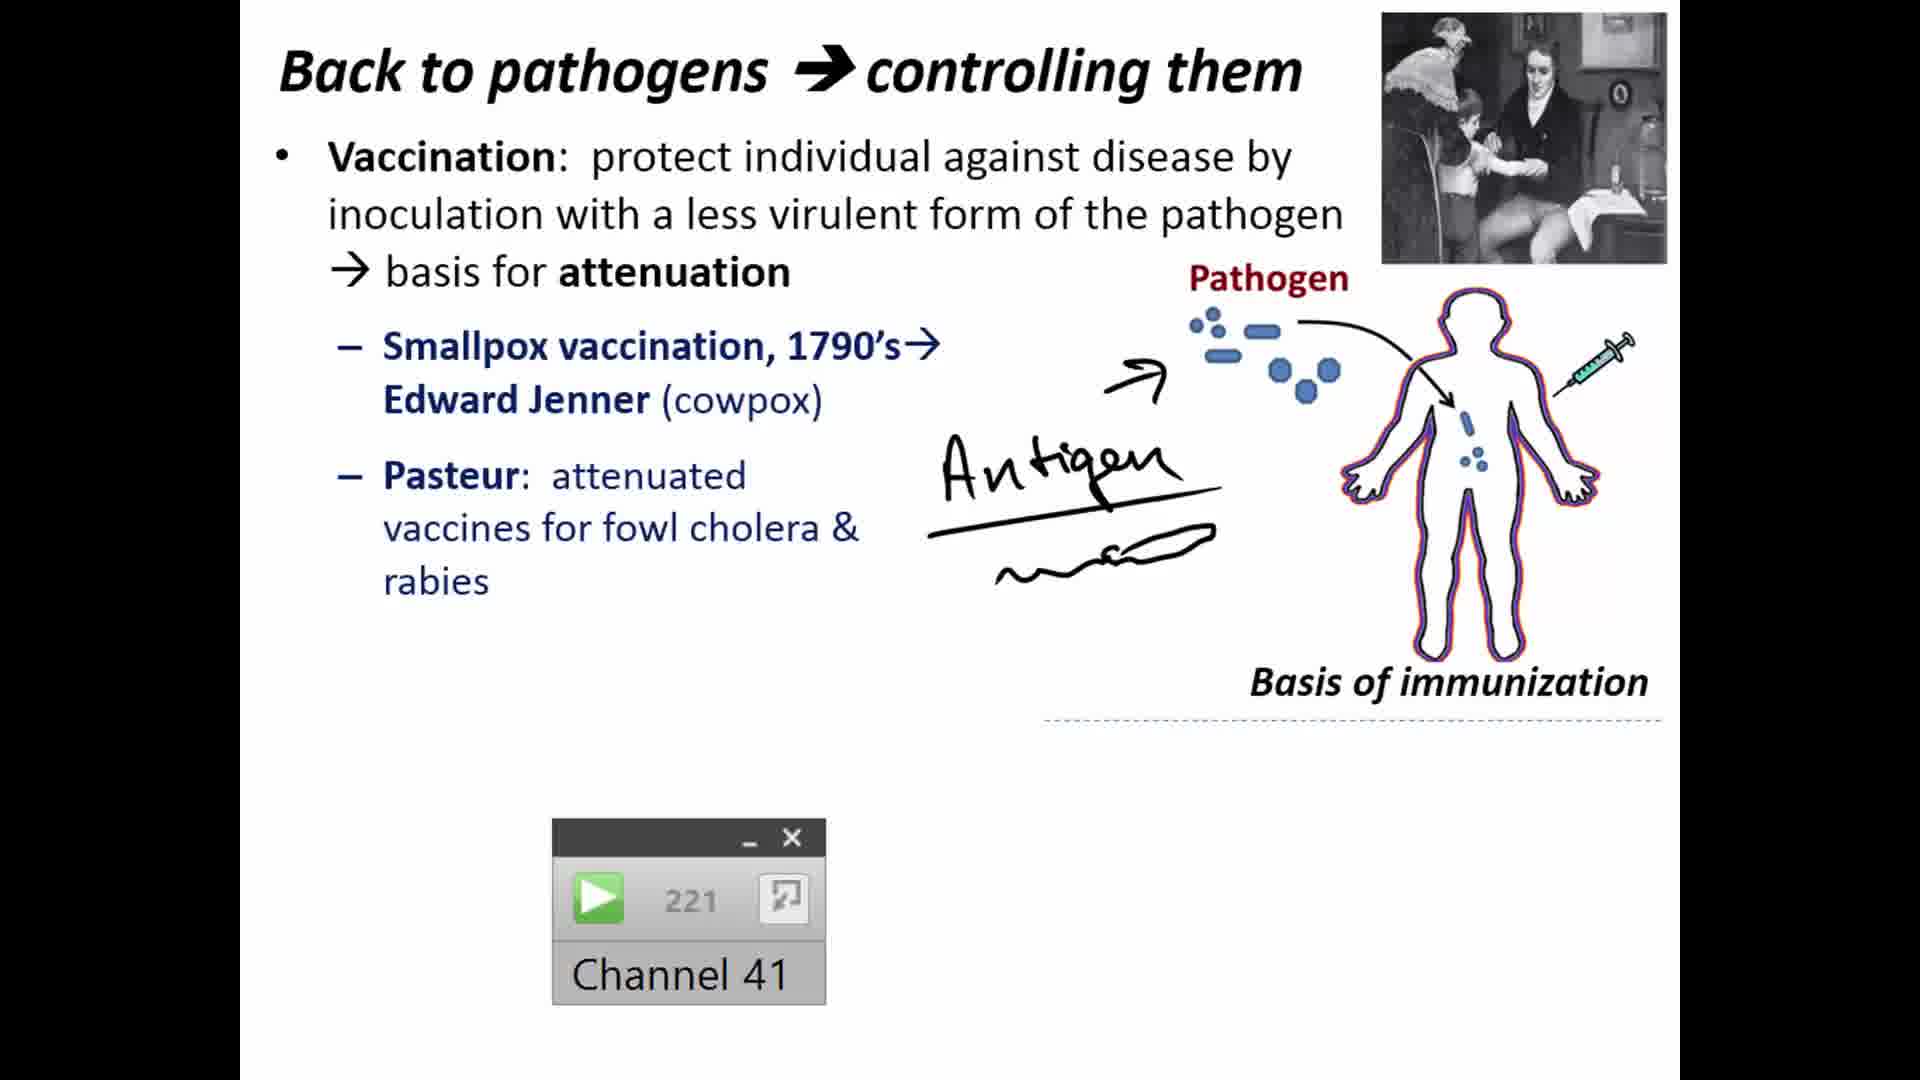 Back to pathogens → controlling them
• Vaccination: protect individual against disease by
inoculation with a less virulent form of the pathogen
→ basis for attenuation
Pathogen
– Smallpox vaccination, 1790's→
Edward Jenner (cowpox)
Antigen
– Pasteur: attenuated
vaccines for fowl cholera &
rabies
Basis of immunization
221
Channel 41